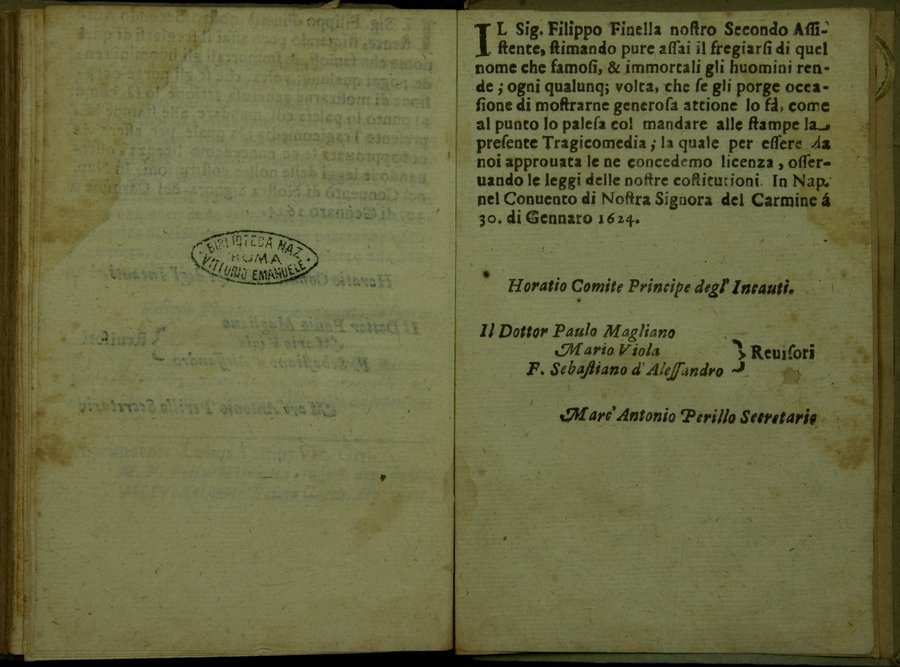 BIBLIOTECA NAZ.
ROMA
VITTORIO EMANUELE
IL Sig. Filippo Finella noſtro Secondo Aſſi-
ſtente, ſtimando pure aſſai il fregiarſi di quel
nome che famoſi, & immortali gli huomini ren-
de; ogni qualunq; volta, che ſe gli porge occa-
ſione di moſtrarne generoſa attione lo fà, come
al punto lo paleſa col mandare alle ſtampe la
preſente Tragicomedia; la quale per eſſere da
noi approuata le ne concedemo licenza, oſſer-
uando le leggi delle noſtre coſtitutioni. In Nap.
nel Conuento di Noſtra Signora del Carmine á
30. di Gennaro 1624.
Horatio Comite Principe degl' Incauti.
Il Dottor Paulo Magliano
Mario Viola
F. Sebaſtiano d'Aleſſandro } Reuiſori
Marc' Antonio Perillo Secretario